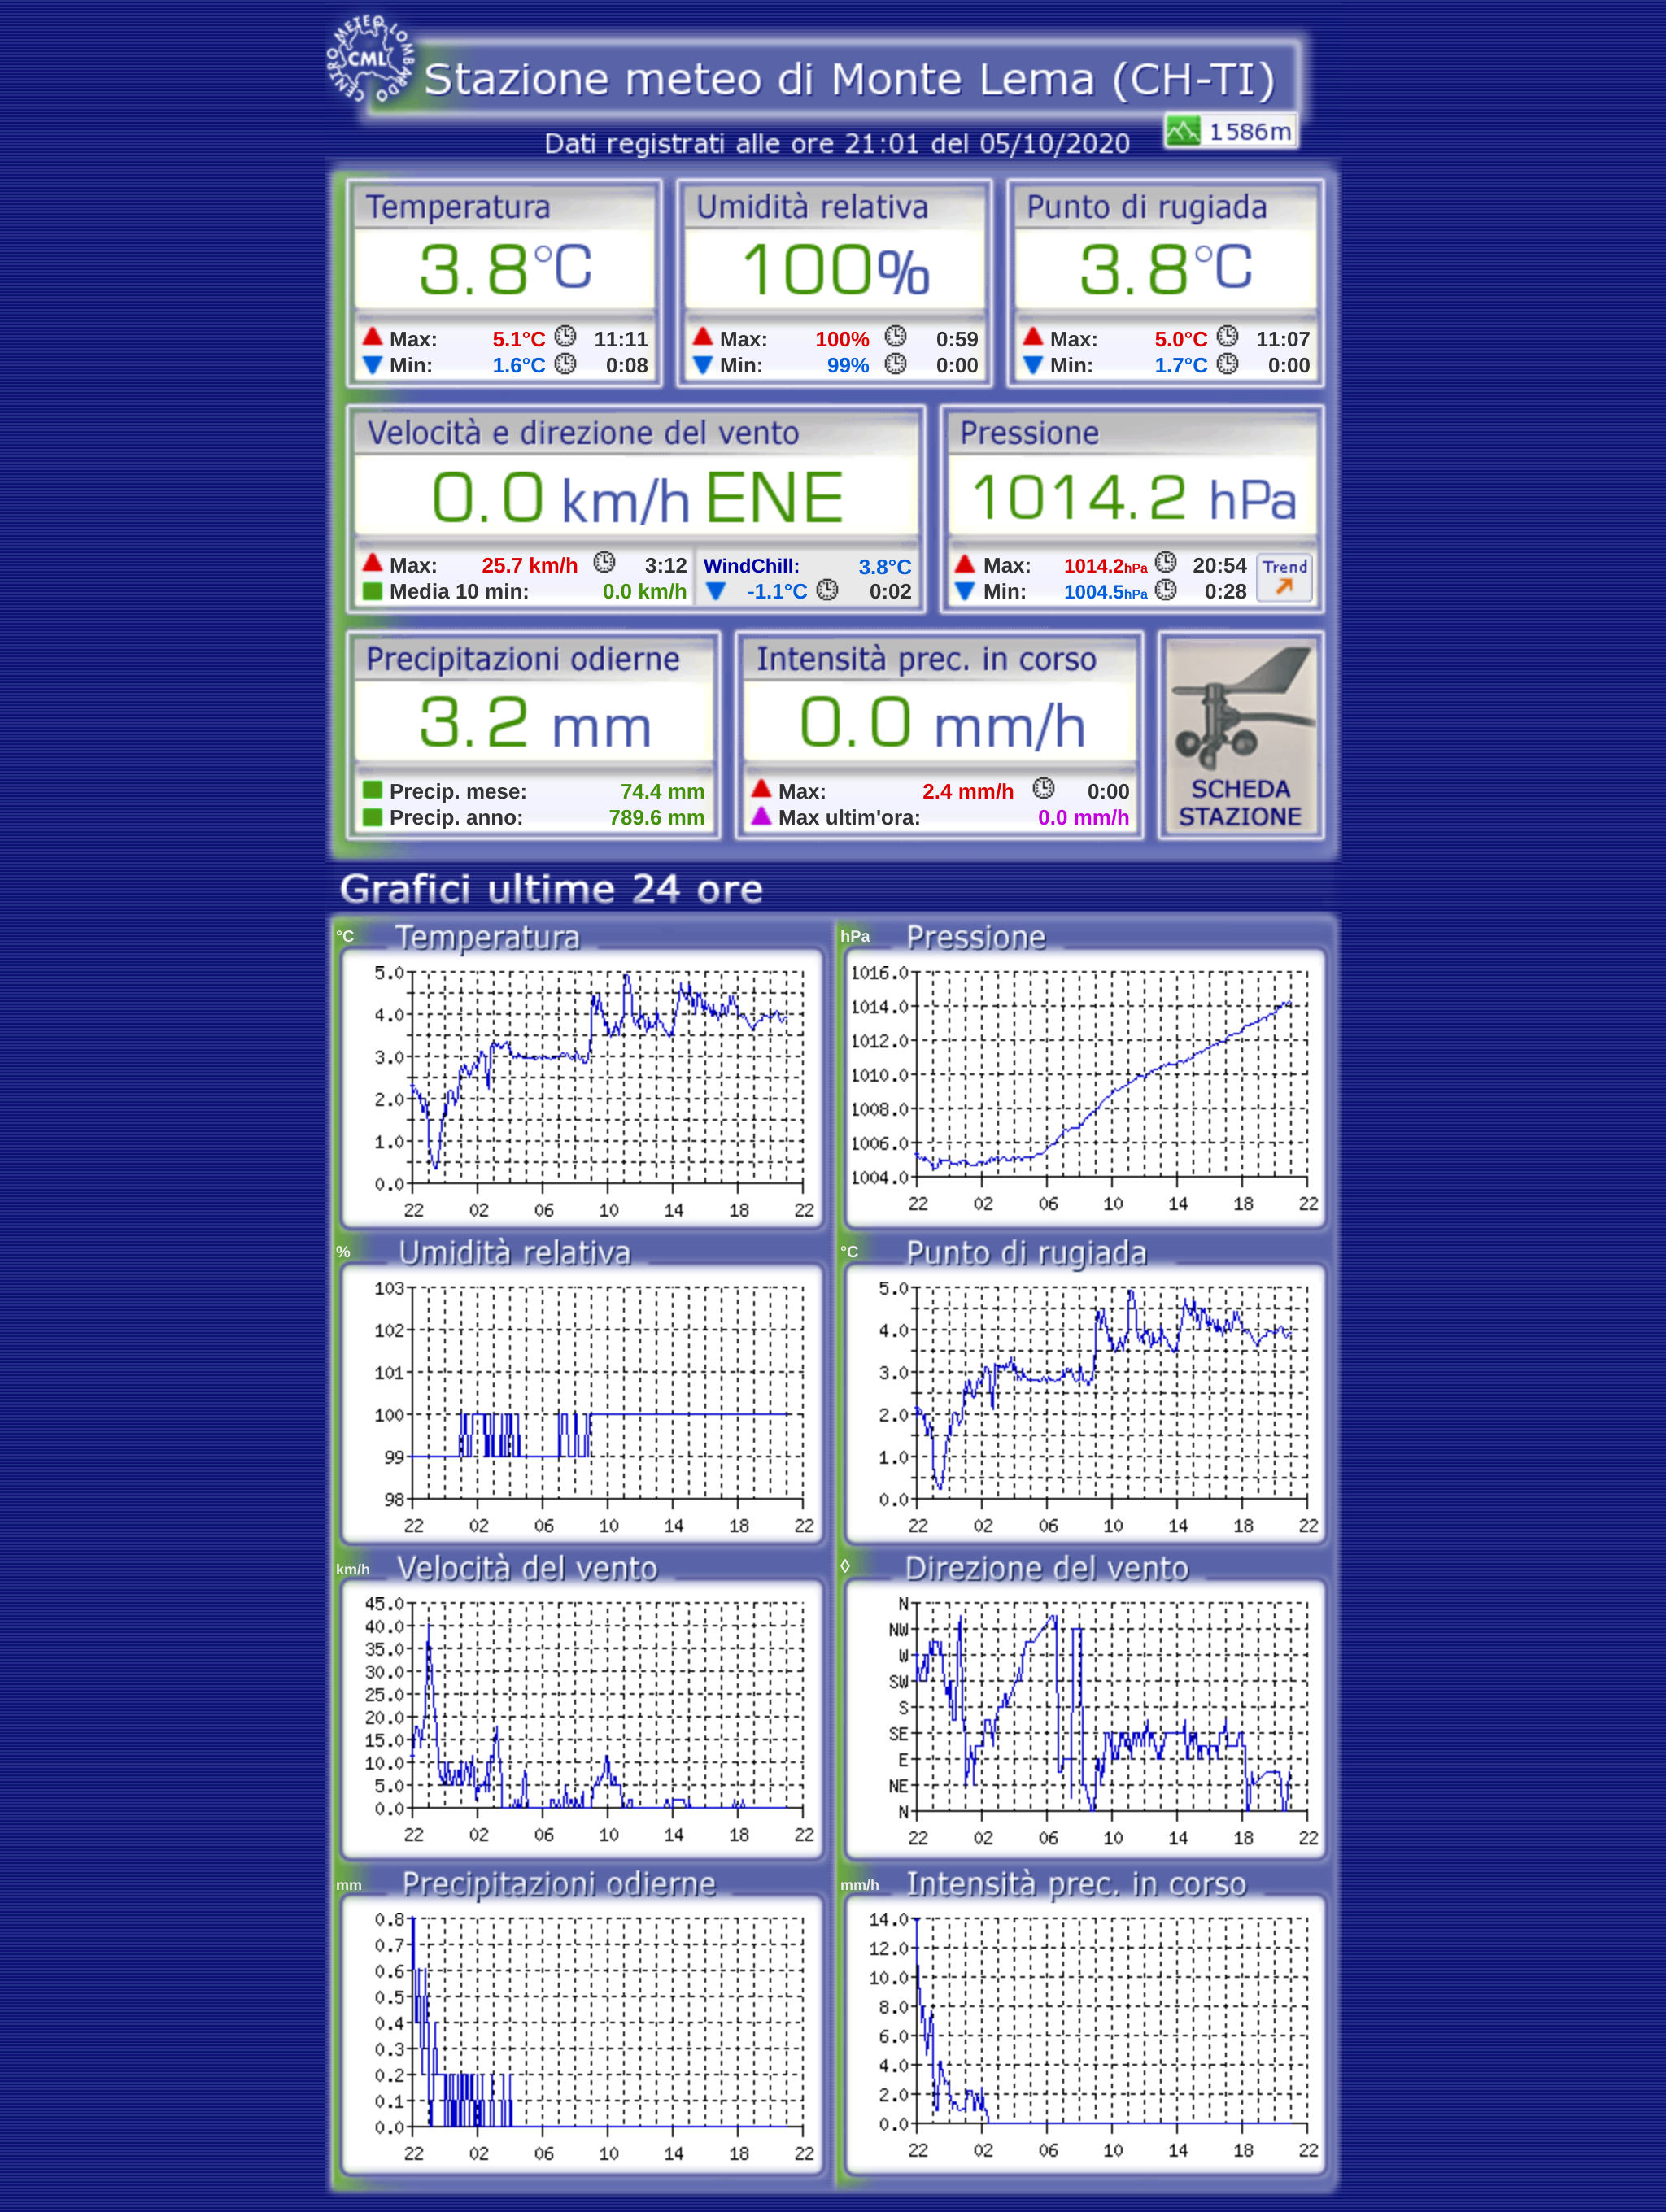 CENTRO METEO LOMBARDO
CML
Stazione meteo di Monte Lema (CH-TI)
Dati registrati alle ore 21:01 del 05/10/2020
1586m
Temperatura Umidità relativa Punto di rugiada
3.8°C 100% 3.8°C
Max: 5.1°C 11:11 Max: 100% 0:59 Max: 5.0°C 11:07
Min: 1.6°C 0:08 Min: 99% 0:00 Min: 1.7°C 0:00
Velocità e direzione del vento Pressione
0.0 km/h ENE 1014.2 hPa
Max: 25.7 km/h 3:12 WindChill: 3.8°C Max: 1014.2hPa 20:54 Trend
Media 10 min: 0.0 km/h -1.1°C 0:02 Min: 1004.5hPa 0:28
Precipitazioni odierne Intensità prec. in corso
3.2 mm 0.0 mm/h
Precip. mese: 74.4 mm Max: 2.4 mm/h 0:00 SCHEDA
Precip. anno: 789.6 mm Max ultim'ora: 0.0 mm/h STAZIONE
Grafici ultime 24 ore
°C Temperatura
5.0
4.0
3.0
2.0
1.0
0.0
22 02 06 10 14 18 22
hPa Pressione
1016.0
1014.0
1012.0
1010.0
1008.0
1006.0
1004.0
22 02 06 10 14 18 22
% Umidità relativa
103
102
101
100
99
98
22 02 06 10 14 18 22
°C Punto di rugiada
5.0
4.0
3.0
2.0
1.0
0.0
22 02 06 10 14 18 22
km/h Velocità del vento
45.0
40.0
35.0
30.0
25.0
20.0
15.0
10.0
5.0
0.0
22 02 06 10 14 18 22
◊ Direzione del vento
N
NW
W
SW
S
SE
E
NE
N
22 02 06 10 14 18 22
mm Precipitazioni odierne
0.8
0.7
0.6
0.5
0.4
0.3
0.2
0.1
0.0
22 02 06 10 14 18 22
mm/h Intensità prec. in corso
14.0
12.0
10.0
8.0
6.0
4.0
2.0
0.0
22 02 06 10 14 18 22